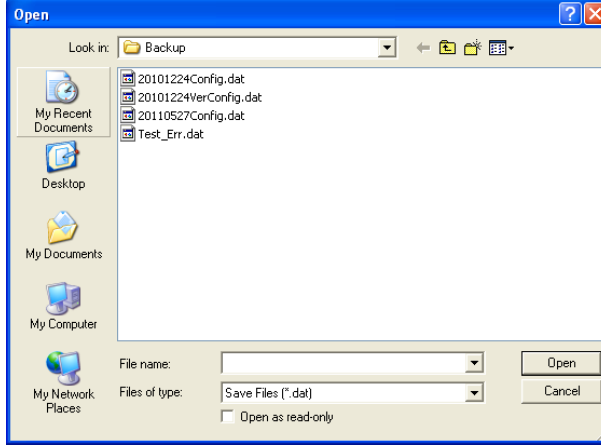 Open
Look in:
Backup
20101224Config.dat
20101224VerConfig.dat
20110527Config.dat
Test_Err.dat
My Recent
Documents
Desktop
My Documents
My Computer
My Network
Places
File name:
Open
Files of type:
Save Files (*.dat)
Cancel
Open as read-only